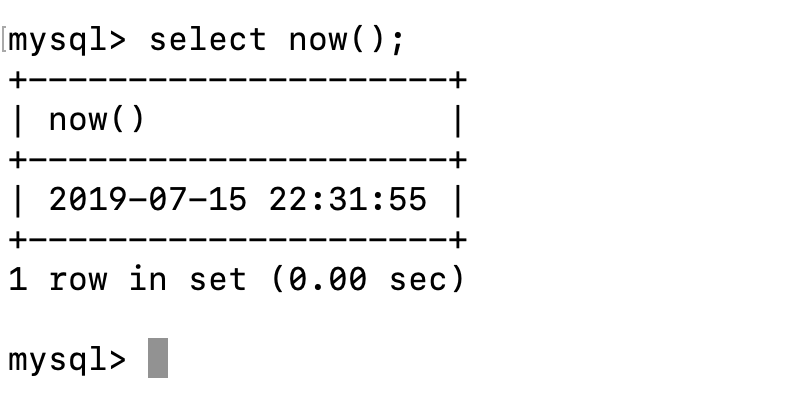 mysql> select now();
+---------------------+
| now()               |
+---------------------+
| 2019-07-15 22:31:55 |
+---------------------+
1 row in set (0.00 sec)
mysql>